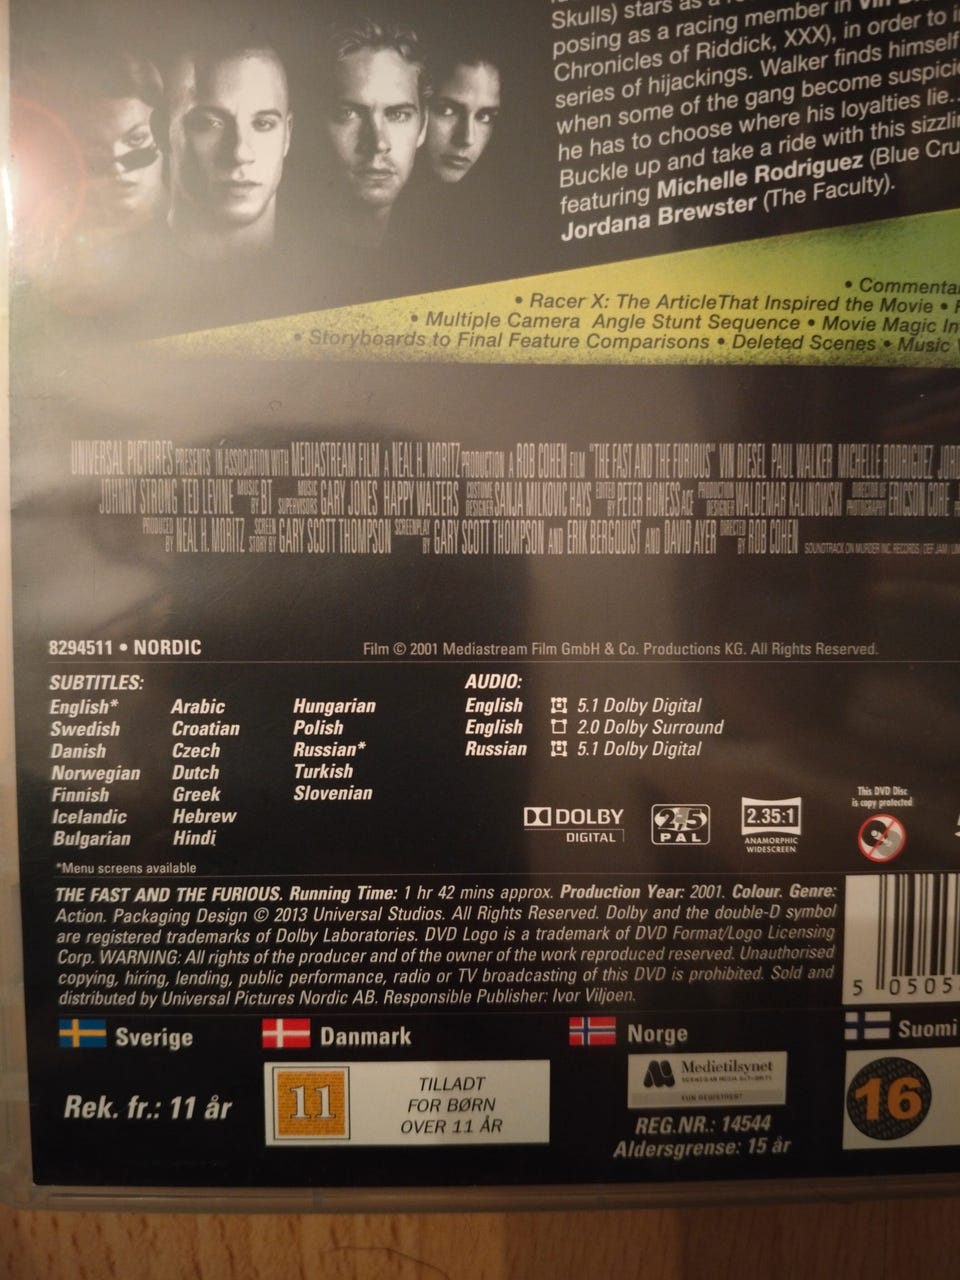 Skulls) stars as a
posing as a racing member in Vin
Chronicles of Riddick, XXX), in order to
series of hijackings. Walker finds himself
when some of the gang become
he has to choose where his loyalties lie..
Buckle up and take a ride with this
featuring Michelle Rodriguez (Blue
Jordana Brewster (The Faculty).
•
• Racer X: The ArticleThat Inspired the Movie •
• Multiple Camera Angle Stunt Sequence • Movie Magic
• Storyboards to Final Feature Comparisons • Deleted Scenes • Music
UNIVERSAL PICTURES PRESENTS IN ASSOCIATION WITH MEDIASTREAM FILM A NEAL H. MORITZ PRODUCTION A ROB COHEN FILM "THE FAST AND THE FURIOUS" VIN DIESEL PAUL WALKER MICHELLE RODRIGUEZ
JOHNNY STRONG TED LEVINE MUSIC BY BT MUSIC SUPERVISORS GARY JONES HAPPY WALTERS COSTUME DESIGNER SANJA MILKOVIC HAYS EDITED BY PETER HONESS ACE PRODUCTION DESIGNER WALDEMAR KALINOWSKI DIRECTOR OF PHOTOGRAPHY ERICSON CORE
PRODUCED BY NEAL H. MORITZ SCREEN STORY BY GARY SCOTT THOMPSON SCREENPLAY BY GARY SCOTT THOMPSON AND ERIK BERGQUIST AND DAVID AYER DIRECTED BY ROB COHEN SOUNDTRACK ON MURDER INC. RECORDS / DEF JAM /
8294511 • NORDIC
Film © 2001 Mediastream Film GmbH & Co. Productions KG. All Rights Reserved.
SUBTITLES:
English*
Swedish
Danish
Norwegian
Finnish
Icelandic
Bulgarian
Arabic
Croatian
Czech
Dutch
Greek
Hebrew
Hindi
Hungarian
Polish
Russian*
Turkish
Slovenian
*Menu screens available
AUDIO:
English 5.1 Dolby Digital
English 2.0 Dolby Surround
Russian 5.1 Dolby Digital
DOLBY
DIGITAL
2,5
PAL
2.35:1
ANAMORPHIC
WIDESCREEN
This DVD Disc
is copy protected
THE FAST AND THE FURIOUS. Running Time: 1 hr 42 mins approx. Production Year: 2001. Colour. Genre:
Action. Packaging Design © 2013 Universal Studios. All Rights Reserved. Dolby and the double-D symbol
are registered trademarks of Dolby Laboratories. DVD Logo is a trademark of DVD Format/Logo Licensing
Corp. WARNING: All rights of the producer and of the owner of the work reproduced reserved. Unauthorised
copying, hiring, lending, public performance, radio or TV broadcasting of this DVD is prohibited. Sold and
distributed by Universal Pictures Nordic AB. Responsible Publisher: Ivor Viljoen.
5 0505
Sverige
Rek. fr.: 11 år
Danmark
11
TILLADT
FOR BØRN
OVER 11 ÅR
Norge
Medietilsynet
NORWEGIAN MEDIA AUTHORITY
KUN REGISTRERT
REG.NR.: 14544
Aldersgrense: 15 år
Suomi
16